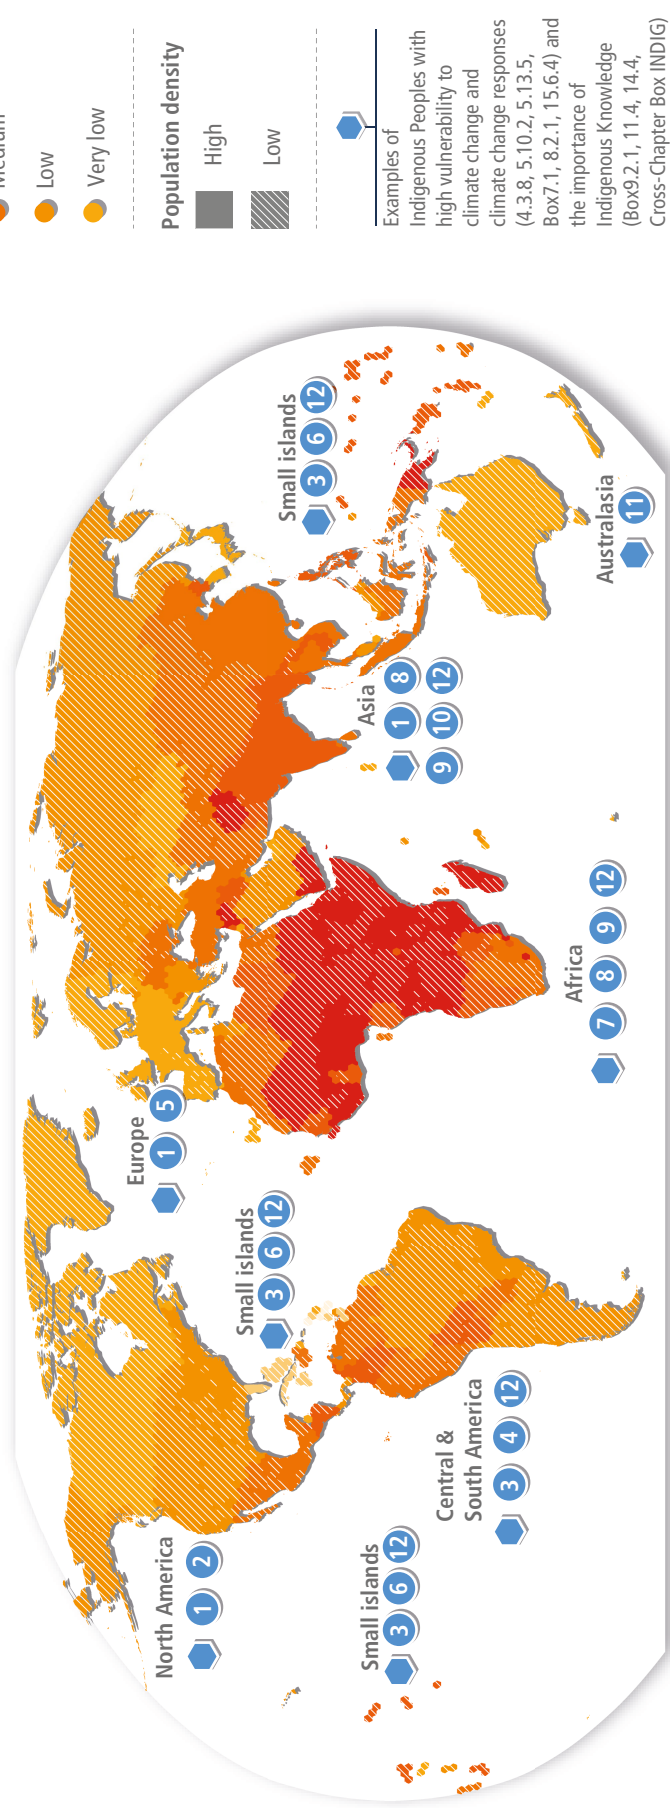 Medium
Low
Very low
Population density
High
Low
Examples of
Indigenous Peoples with
high vulnerability to
climate change and
climate change responses
(4.3.8, 5.10.2, 5.13.5,
Box7.1, 8.2.1, 15.6.4) and
the importance of
Indigenous Knowledge
(Box9.2.1, 11.4, 14.4,
Cross-Chapter Box INDIG)
North America
1 2
Europe
1 5
Small islands
3 6 12
Small islands
3 6 12
Asia
1 8
9 10 12
Small islands
3 6 12
Central &
South America
3 4 12
Africa
7 8 9 12
Australasia
11